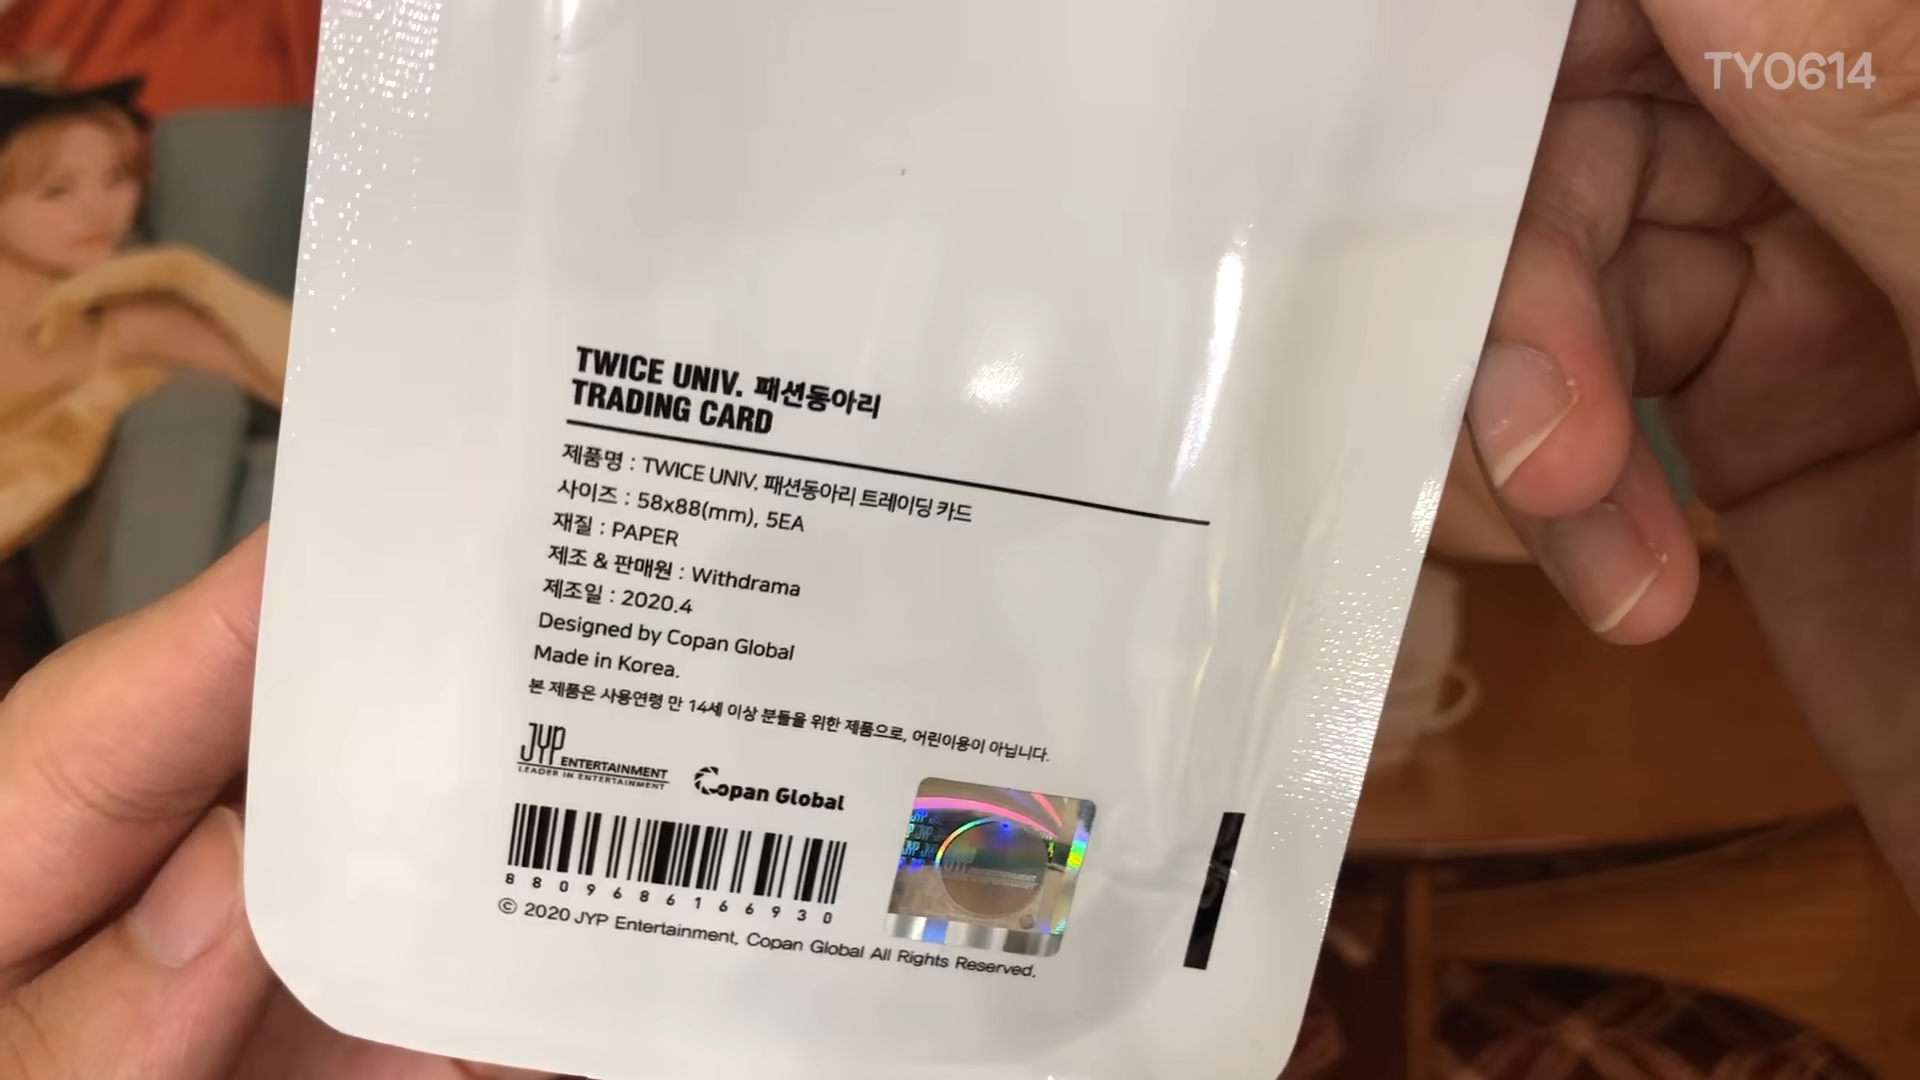 TY0614
TWICE UNIV. 패션동아리
TRADING CARD
제품명 : TWICE UNIV. 패션동아리 트레이딩 카드
사이즈 : 58x88(mm), 5EA
재질 : PAPER
제조 & 판매원 : Withdrama
제조일 : 2020.4
Designed by Copan Global
Made in Korea.
본 제품은 사용연령 만 14세 이상 분들을 위한 제품으로, 어린이용이 아닙니다.
JYP ENTERTAINMENT
LEADER IN ENTERTAINMENT
Copan Global
8809686166930
© 2020 JYP Entertainment, Copan Global All Rights Reserved.